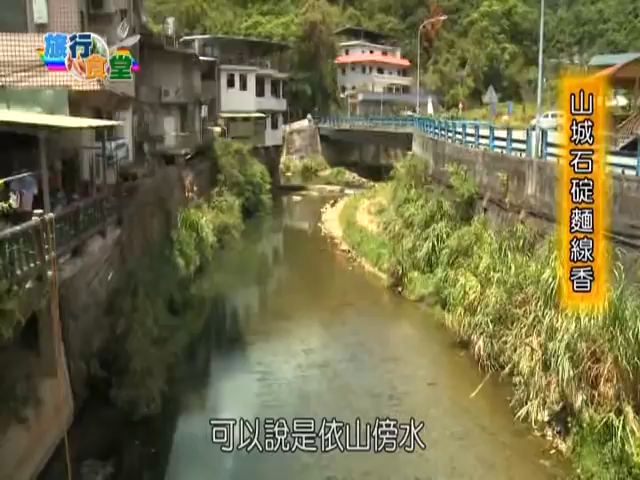 旅行食堂
山城石碇麵線香
可以說是依山傍水